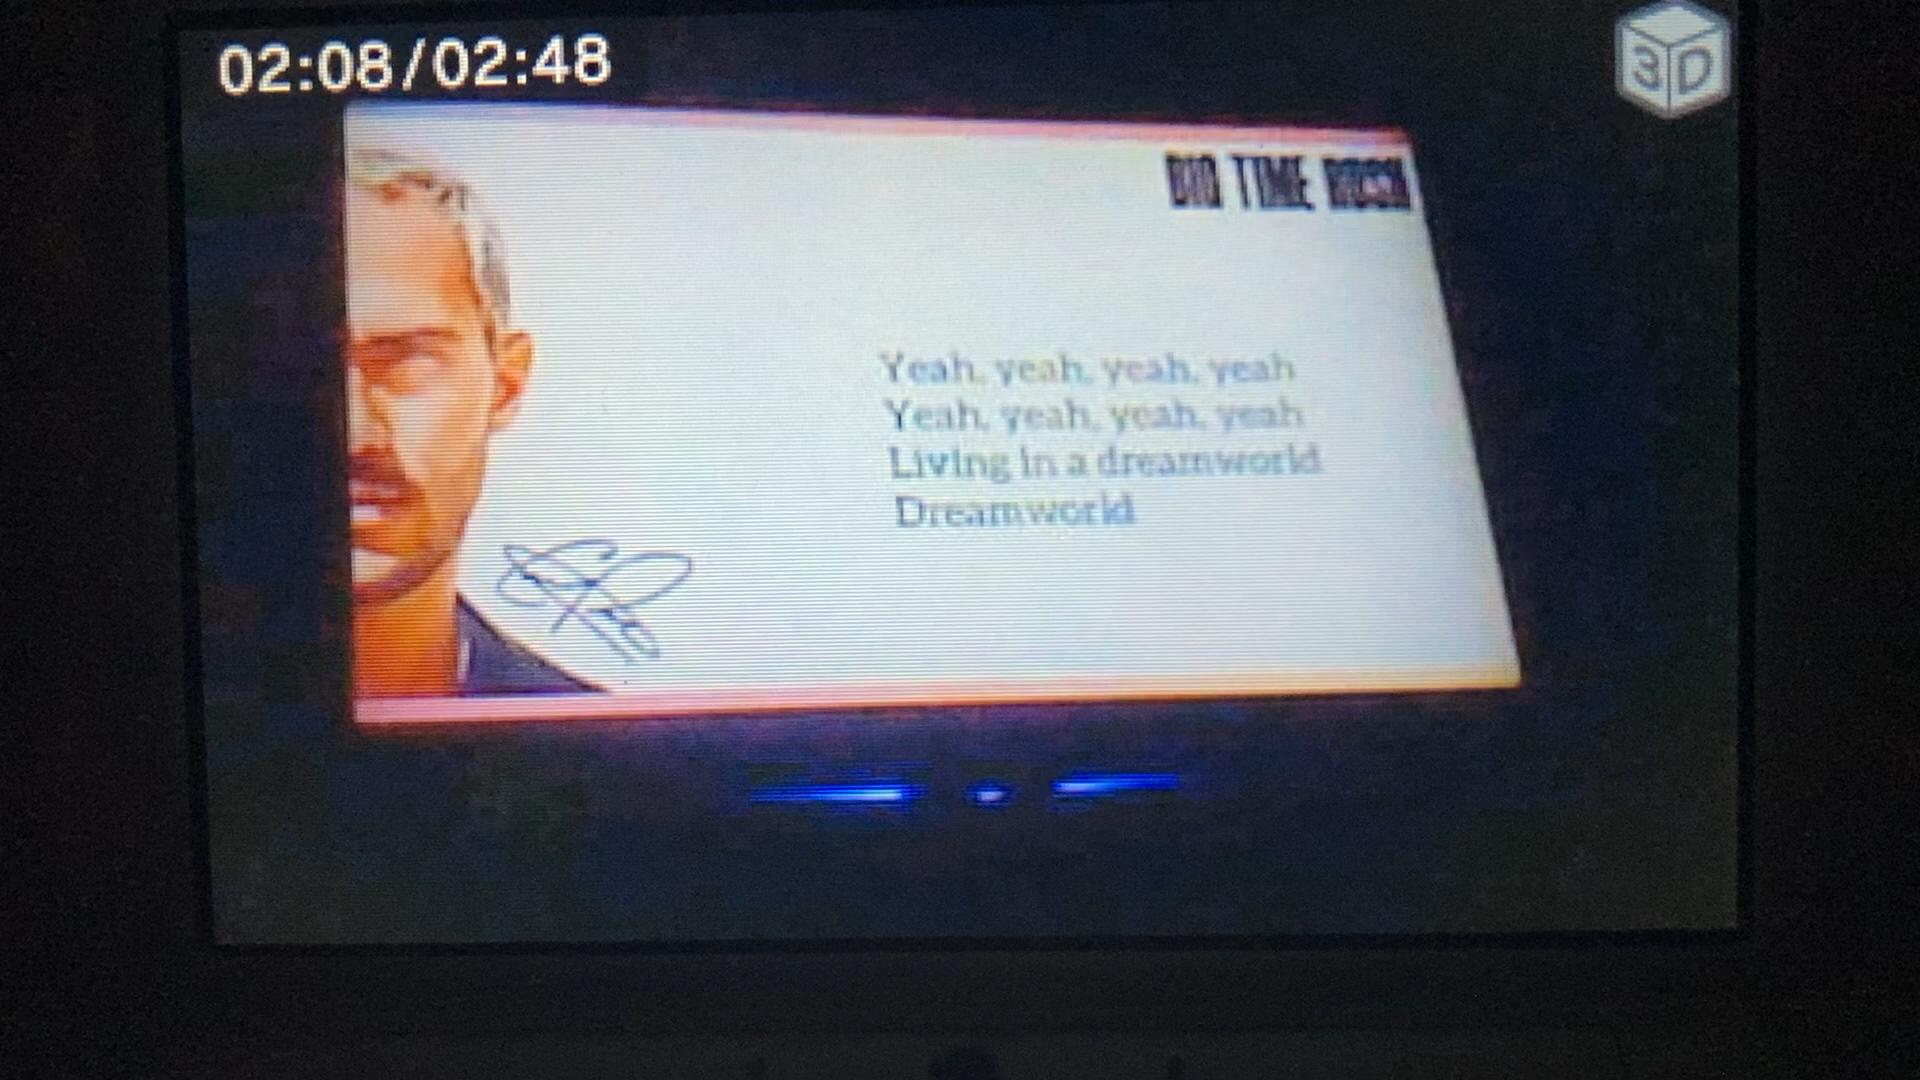 02:08/02:48
3D
BIG TIME RUSH
Yeah, yeah, yeah, yeah
Yeah, yeah, yeah, yeah
Living in a dreamworld
Dreamworld